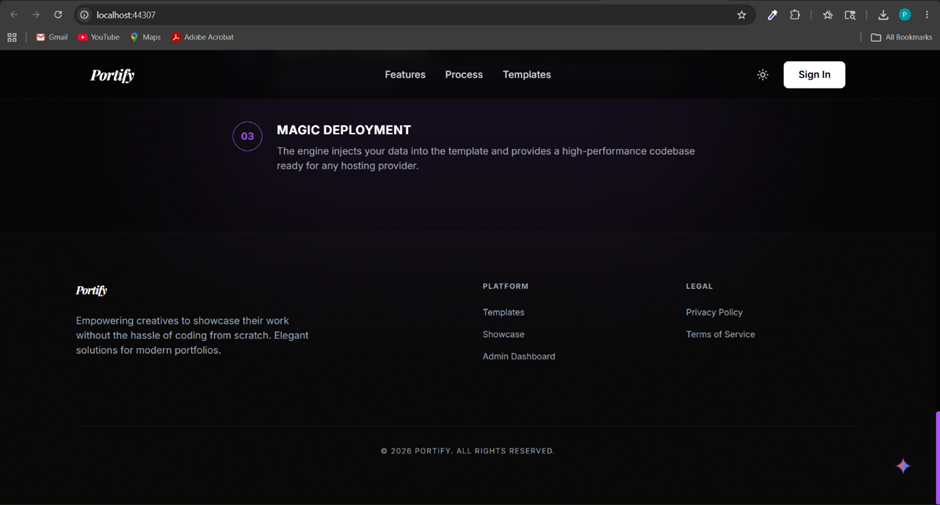 localhost:44307
Gmail
YouTube
Maps
Adobe Acrobat
All Bookmarks
P
Portify
Features
Process
Templates
Sign In
03
MAGIC DEPLOYMENT
The engine injects your data into the template and provides a high-performance codebase
ready for any hosting provider.
Portify
Empowering creatives to showcase their work
without the hassle of coding from scratch. Elegant
solutions for modern portfolios.
PLATFORM
Templates
Showcase
Admin Dashboard
LEGAL
Privacy Policy
Terms of Service
© 2026 PORTIFY. ALL RIGHTS RESERVED.